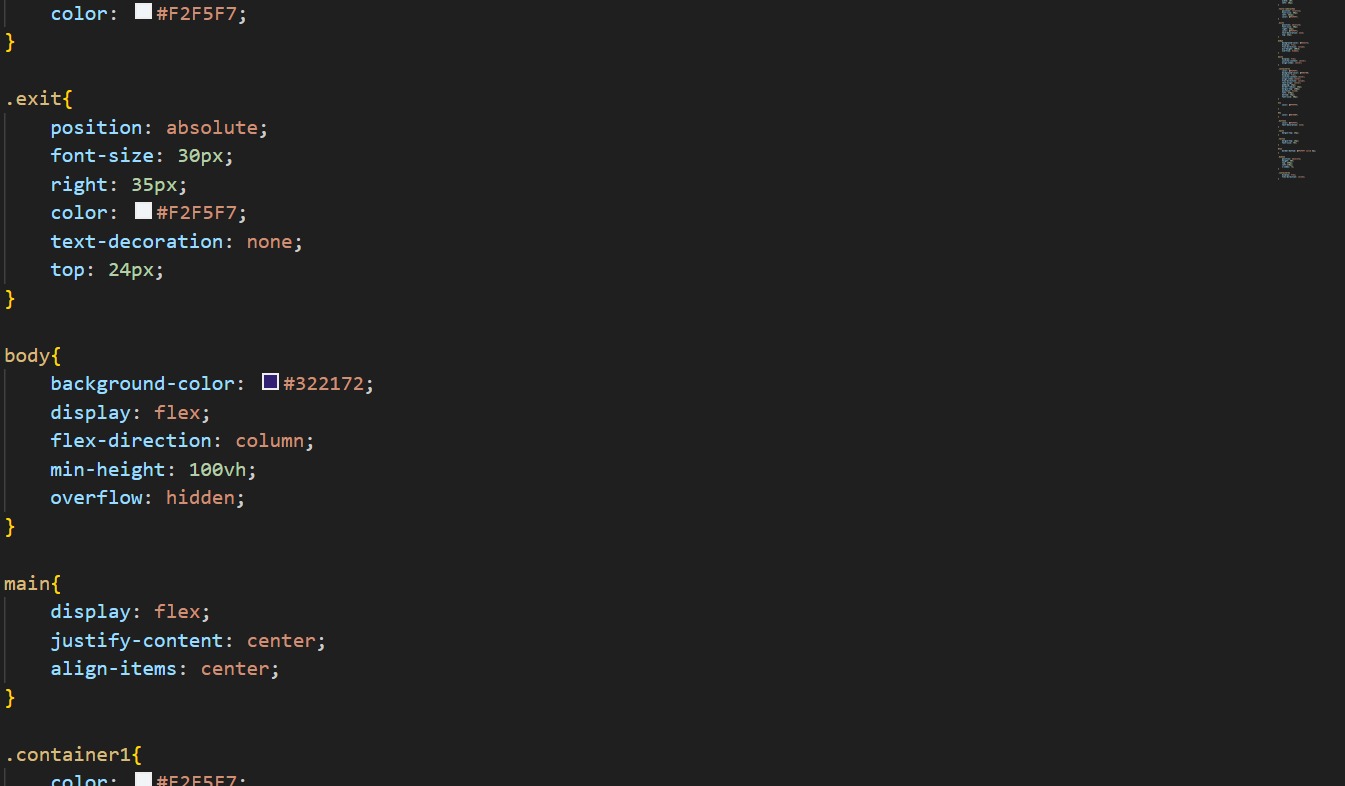 color: #F2F5F7;
}
.exit{
position: absolute;
font-size: 30px;
right: 35px;
color: #F2F5F7;
text-decoration: none;
top: 24px;
}
body{
background-color: #322172;
display: flex;
flex-direction: column;
min-height: 100vh;
overflow: hidden;
}
main{
display: flex;
justify-content: center;
align-items: center;
}
.container1{
color: #F2F5F7;